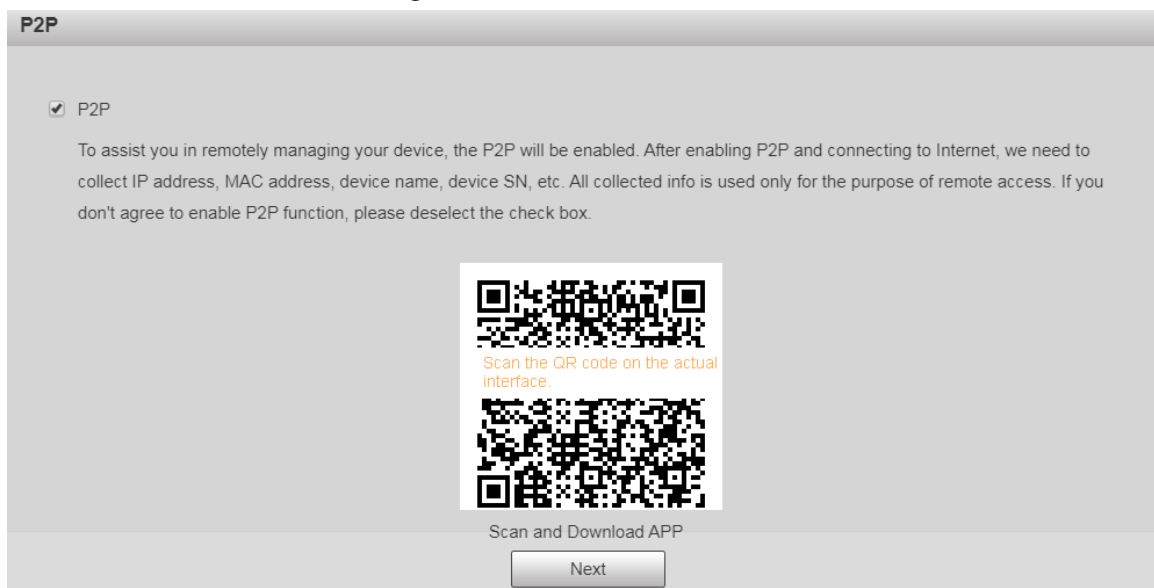 P2P
P2P
To assist you in remotely managing your device, the P2P will be enabled. After enabling P2P and connecting to Internet, we need to
collect IP address, MAC address, device name, device SN, etc. All collected info is used only for the purpose of remote access. If you
don't agree to enable P2P function, please deselect the check box.
Scan the QR code on the actual
interface.
Scan and Download APP
Next